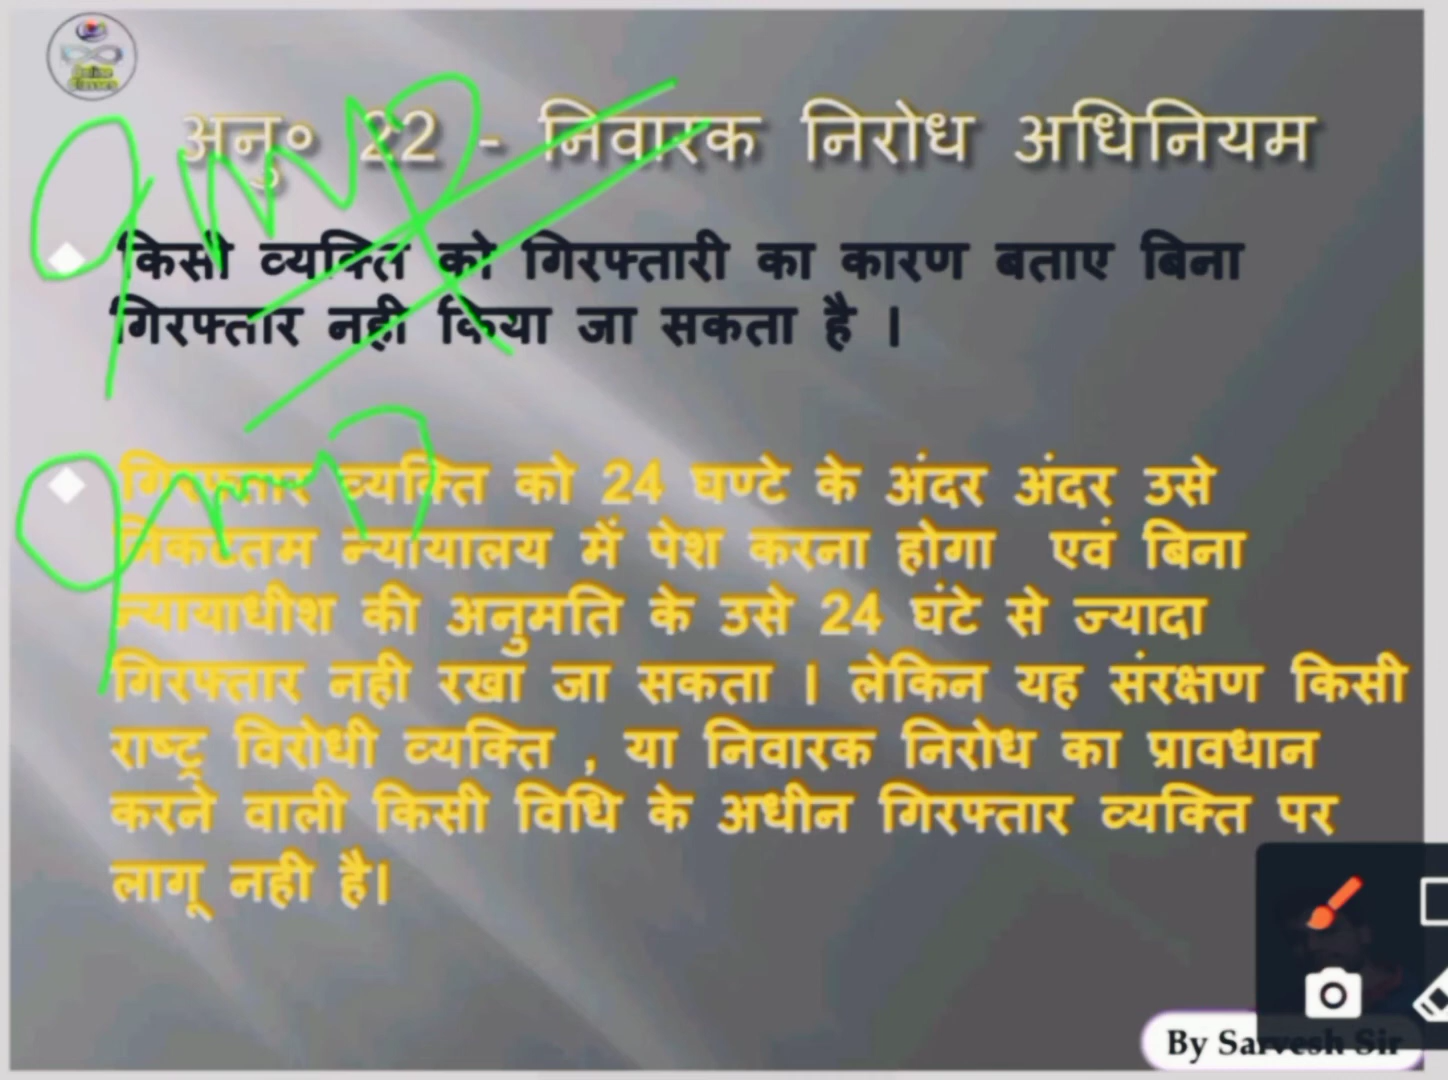 Online
Classes
अनु० 22 - निवारक निरोध अधिनियम
किसी व्यक्ति को गिरफ्तारी का कारण बताए बिना
गिरफ्तार नही किया जा सकता है ।
गिरफ्तार व्यक्ति को 24 घण्टे के अंदर अंदर उसे
निकटतम न्यायालय में पेश करना होगा एवं बिना
न्यायाधीश की अनुमति के उसे 24 घंटे से ज्यादा
गिरफ्तार नही रखा जा सकता । लेकिन यह संरक्षण किसी
राष्ट्र विरोधी व्यक्ति , या निवारक निरोध का प्रावधान
करने वाली किसी विधि के अधीन गिरफ्तार व्यक्ति पर
लागू नही है।
By Sarvesh Sir